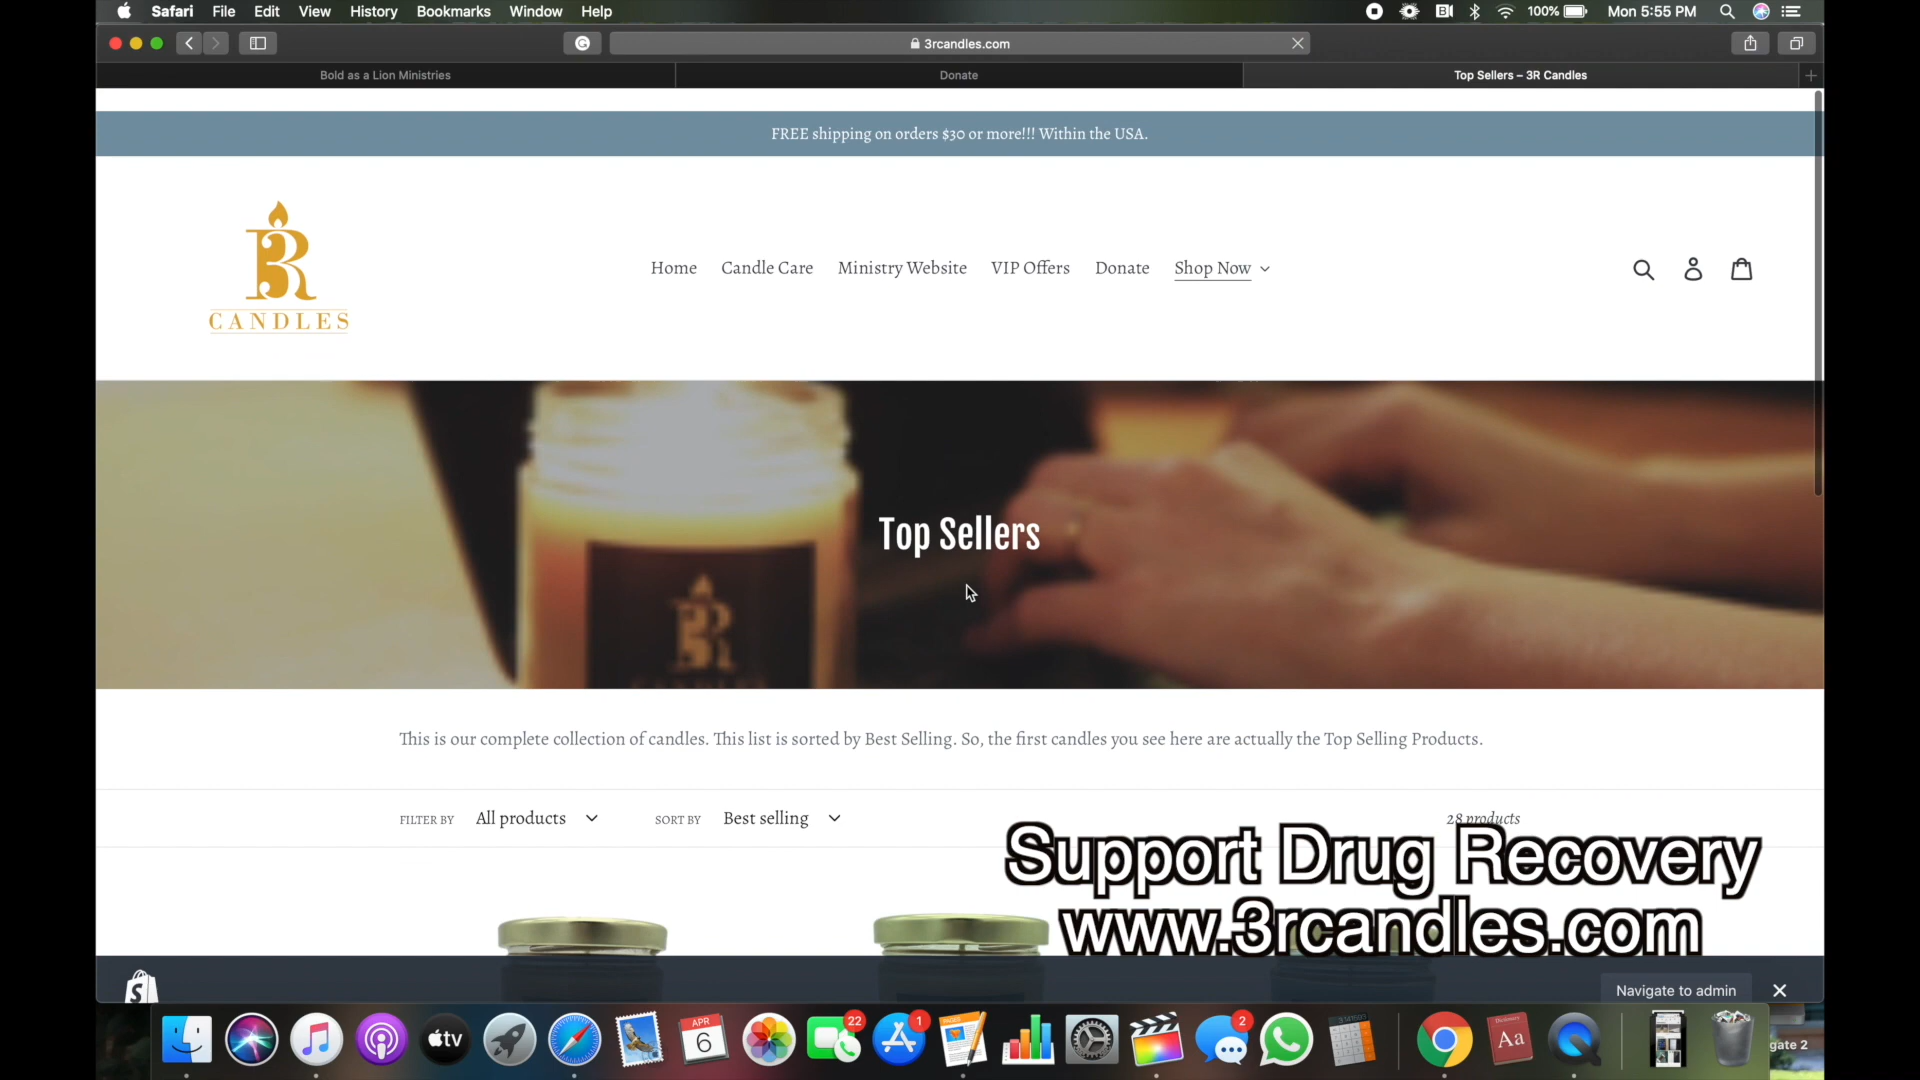 Safari File Edit View History Bookmarks Window Help 100% Mon 5:55 PM
3rcandles.com
Bold as a Lion Ministries Donate Top Sellers – 3R Candles
FREE shipping on orders $30 or more!!! Within the USA.
3R
CANDLES
Home Candle Care Ministry Website VIP Offers Donate Shop Now
Top Sellers
3R
CANDLES
This is our complete collection of candles. This list is sorted by Best Selling. So, the first candles you see here are actually the Top Selling Products.
FILTER BY All products SORT BY Best selling 28 products
Support Drug Recovery
www.3rcandles.com
Navigate to admin
tv
APR
6
22
1
PAGES
2
Dictionary
Aa
gate 2